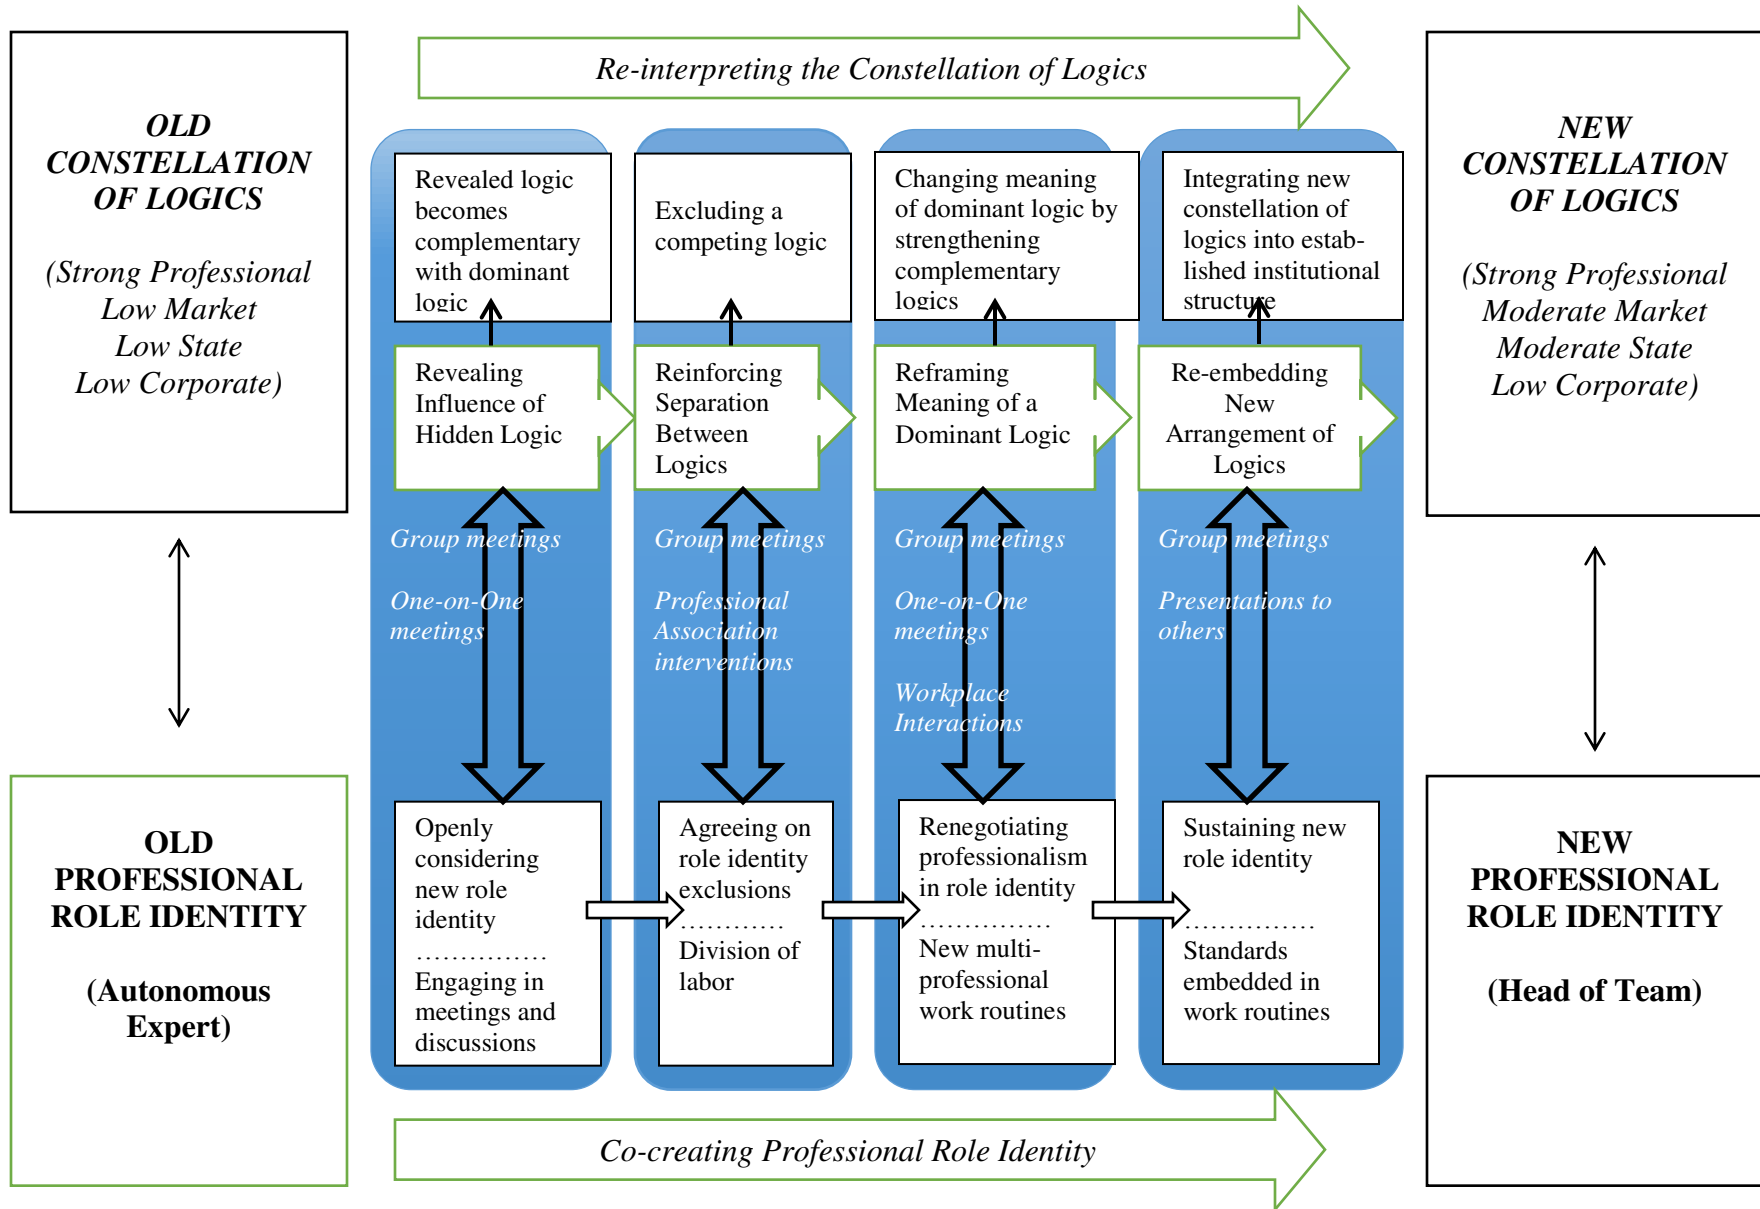 Re-interpreting the Constellation of Logics
OLD
CONSTELLATION
OF LOGICS
(Strong Professional
Low Market
Low State
Low Corporate)
Revealed logic
becomes
complementary
with dominant
logic
Excluding a
competing logic
Changing meaning
of dominant logic by
strengthening
complementary
logics
Integrating new
constellation of
logics into estab-
lished institutional
structure
NEW
CONSTELLATION
OF LOGICS
(Strong Professional
Moderate Market
Moderate State
Low Corporate)
Revealing
Influence of
Hidden Logic
Reinforcing
Separation
Between
Logics
Reframing
Meaning of a
Dominant Logic
Re-embedding
New
Arrangement of
Logics
Group meetings
One-on-One
meetings
Group meetings
Professional
Association
interventions
Group meetings
One-on-One
meetings
Workplace
Interactions
Group meetings
Presentations to
others
OLD
PROFESSIONAL
ROLE IDENTITY
(Autonomous
Expert)
Openly
considering
new role
identity
……………
Engaging in
meetings and
discussions
Agreeing on
role identity
exclusions
…………
Division of
labor
Renegotiating
professionalism
in role identity
……………
New multi-
professional
work routines
Sustaining new
role identity
……………
Standards
embedded in
work routines
NEW
PROFESSIONAL
ROLE IDENTITY
(Head of Team)
Co-creating Professional Role Identity